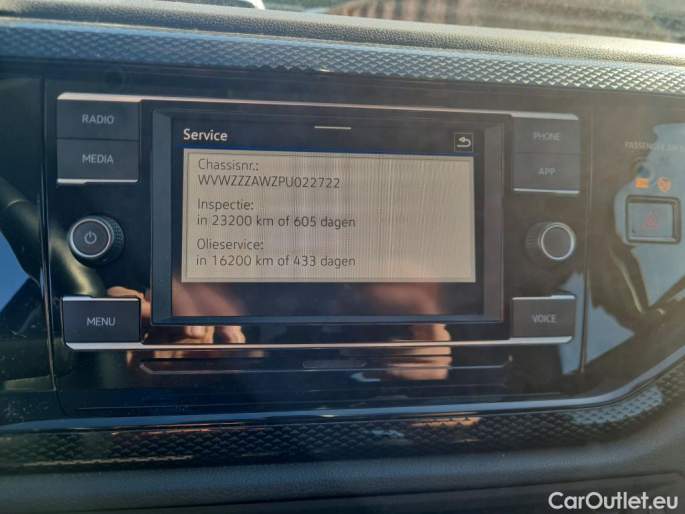 RADIO
MEDIA
MENU
Service
Chassisnr.:
WVWZZZAWZPU022722
Inspectie:
in 23200 km of 605 dagen
Olieservice:
in 16200 km of 433 dagen
PHONE
APP
VOICE
PASSENGER
CarOutlet.eu